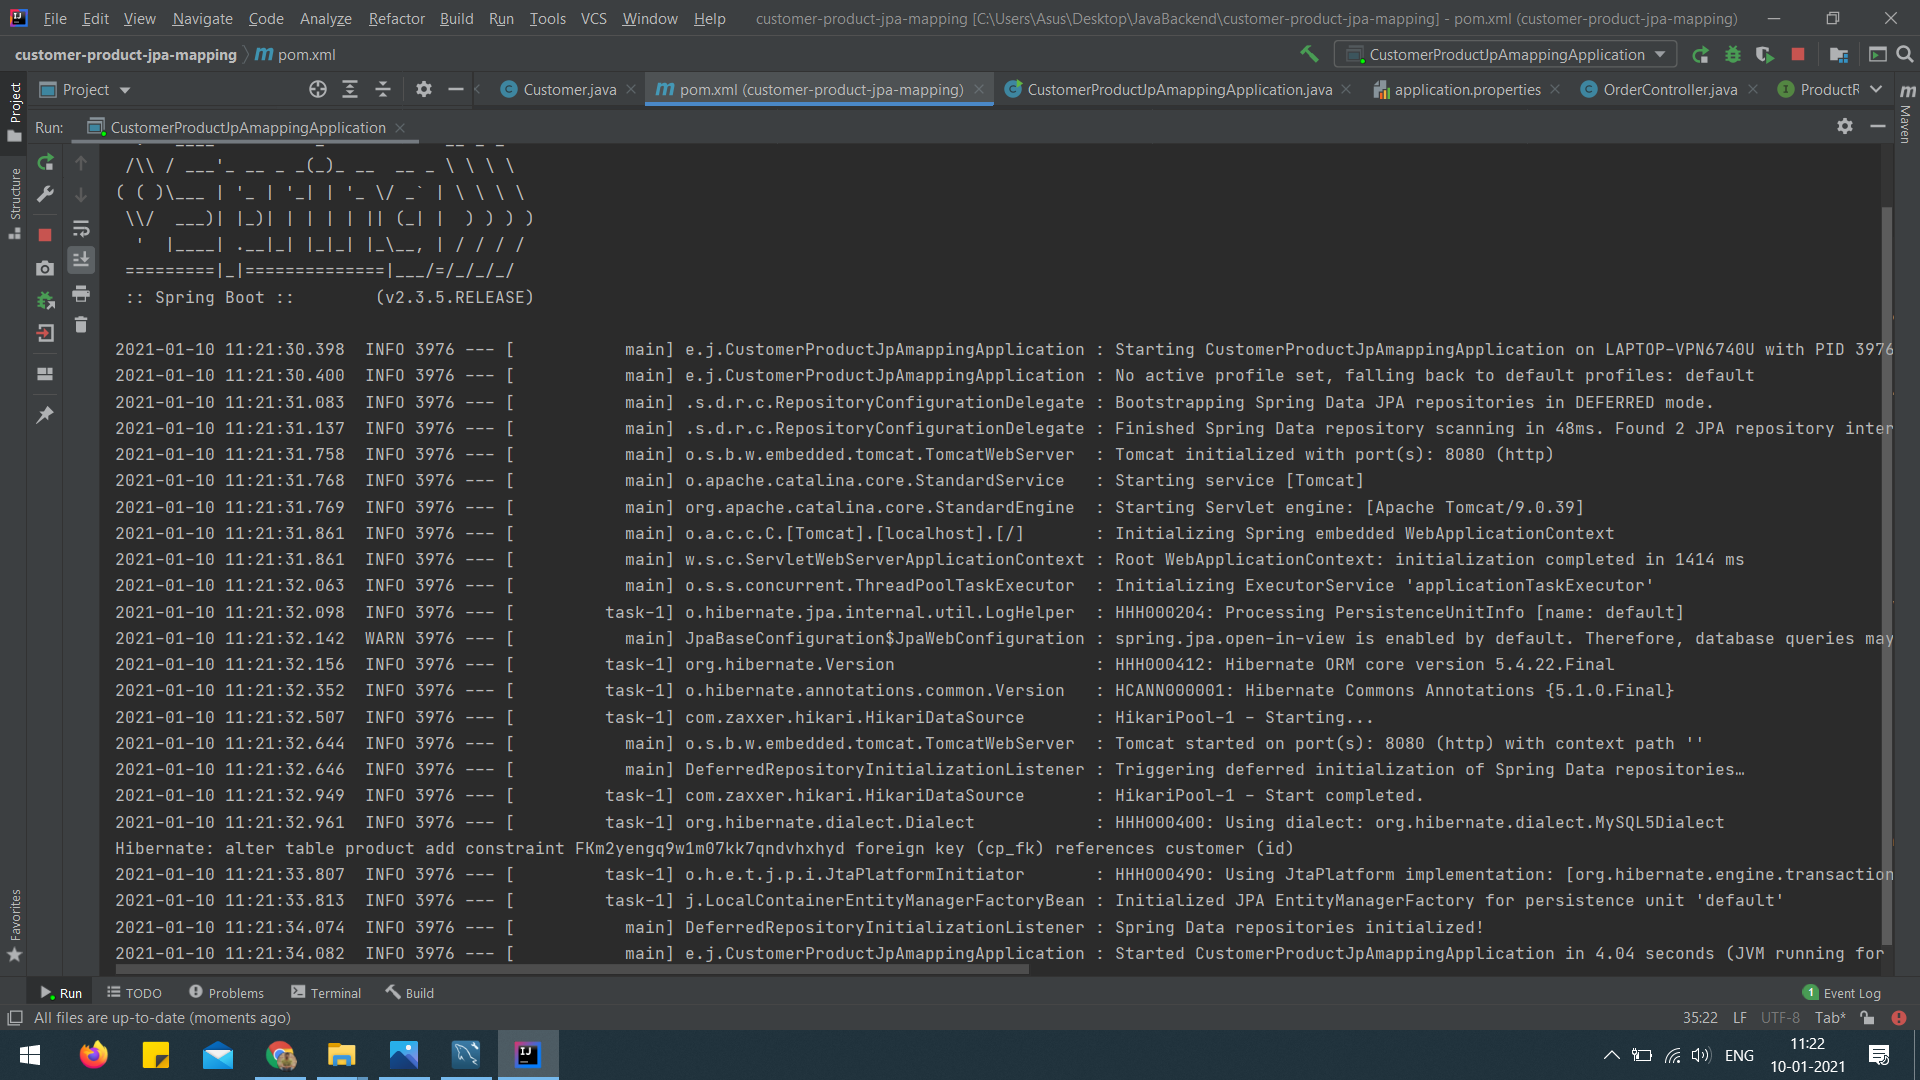 File Edit View Navigate Code Analyze Refactor Build Run Tools VCS Window Help customer-product-jpa-mapping [C:\Users\Asus\Desktop\JavaBackend\customer-product-jpa-mapping] - pom.xml (customer-product-jpa-mapping)
customer-product-jpa-mapping pom.xml CustomerProductJpAmappingApplication
Project Customer.java pom.xml (customer-product-jpa-mapping) CustomerProductJpAmappingApplication.java application.properties OrderController.java ProductR
Run: CustomerProductJpAmappingApplication
Project
Structure
Favorites
Maven
 /\\ / ___'_ __ _ _(_)_ __  __ _ \ \ \ \
( ( )\___ | '_ | '_| | '_ \/ _` | \ \ \ \
 \\/  ___)| |_)| | | | | || (_| |  ) ) ) )
  '  |____| .__|_| |_|_| |_\__, | / / / /
 =========|_|==============|___/=/_/_/_/
 :: Spring Boot ::        (v2.3.5.RELEASE)
2021-01-10 11:21:30.398  INFO 3976 --- [           main] e.j.CustomerProductJpAmappingApplication : Starting CustomerProductJpAmappingApplication on LAPTOP-VPN6740U with PID 3976
2021-01-10 11:21:30.400  INFO 3976 --- [           main] e.j.CustomerProductJpAmappingApplication : No active profile set, falling back to default profiles: default
2021-01-10 11:21:31.083  INFO 3976 --- [           main] .s.d.r.c.RepositoryConfigurationDelegate : Bootstrapping Spring Data JPA repositories in DEFERRED mode.
2021-01-10 11:21:31.137  INFO 3976 --- [           main] .s.d.r.c.RepositoryConfigurationDelegate : Finished Spring Data repository scanning in 48ms. Found 2 JPA repository inter
2021-01-10 11:21:31.758  INFO 3976 --- [           main] o.s.b.w.embedded.tomcat.TomcatWebServer  : Tomcat initialized with port(s): 8080 (http)
2021-01-10 11:21:31.768  INFO 3976 --- [           main] o.apache.catalina.core.StandardService   : Starting service [Tomcat]
2021-01-10 11:21:31.769  INFO 3976 --- [           main] org.apache.catalina.core.StandardEngine  : Starting Servlet engine: [Apache Tomcat/9.0.39]
2021-01-10 11:21:31.861  INFO 3976 --- [           main] o.a.c.c.C.[Tomcat].[localhost].[/]       : Initializing Spring embedded WebApplicationContext
2021-01-10 11:21:31.861  INFO 3976 --- [           main] w.s.c.ServletWebServerApplicationContext : Root WebApplicationContext: initialization completed in 1414 ms
2021-01-10 11:21:32.063  INFO 3976 --- [           main] o.s.s.concurrent.ThreadPoolTaskExecutor  : Initializing ExecutorService 'applicationTaskExecutor'
2021-01-10 11:21:32.098  INFO 3976 --- [         task-1] o.hibernate.jpa.internal.util.LogHelper  : HHH000204: Processing PersistenceUnitInfo [name: default]
2021-01-10 11:21:32.142  WARN 3976 --- [           main] JpaBaseConfiguration$JpaWebConfiguration : spring.jpa.open-in-view is enabled by default. Therefore, database queries may
2021-01-10 11:21:32.156  INFO 3976 --- [         task-1] org.hibernate.Version                    : HHH000412: Hibernate ORM core version 5.4.22.Final
2021-01-10 11:21:32.352  INFO 3976 --- [         task-1] o.hibernate.annotations.common.Version   : HCANN000001: Hibernate Commons Annotations {5.1.0.Final}
2021-01-10 11:21:32.507  INFO 3976 --- [         task-1] com.zaxxer.hikari.HikariDataSource       : HikariPool-1 - Starting...
2021-01-10 11:21:32.644  INFO 3976 --- [           main] o.s.b.w.embedded.tomcat.TomcatWebServer  : Tomcat started on port(s): 8080 (http) with context path ''
2021-01-10 11:21:32.646  INFO 3976 --- [           main] DeferredRepositoryInitializationListener : Triggering deferred initialization of Spring Data repositories…
2021-01-10 11:21:32.949  INFO 3976 --- [         task-1] com.zaxxer.hikari.HikariDataSource       : HikariPool-1 - Start completed.
2021-01-10 11:21:32.961  INFO 3976 --- [         task-1] org.hibernate.dialect.Dialect            : HHH000400: Using dialect: org.hibernate.dialect.MySQL5Dialect
Hibernate: alter table product add constraint FKm2yengq9w1m07kk7qndvhxhyd foreign key (cp_fk) references customer (id)
2021-01-10 11:21:33.807  INFO 3976 --- [         task-1] o.h.e.t.j.p.i.JtaPlatformInitiator       : HHH000490: Using JtaPlatform implementation: [org.hibernate.engine.transaction
2021-01-10 11:21:33.813  INFO 3976 --- [         task-1] j.LocalContainerEntityManagerFactoryBean : Initialized JPA EntityManagerFactory for persistence unit 'default'
2021-01-10 11:21:34.074  INFO 3976 --- [           main] DeferredRepositoryInitializationListener : Spring Data repositories initialized!
2021-01-10 11:21:34.082  INFO 3976 --- [           main] e.j.CustomerProductJpAmappingApplication : Started CustomerProductJpAmappingApplication in 4.04 seconds (JVM running for
Run TODO Problems Terminal Build 1 Event Log
All files are up-to-date (moments ago) 35:22 LF UTF-8 Tab*
ENG 11:22
10-01-2021